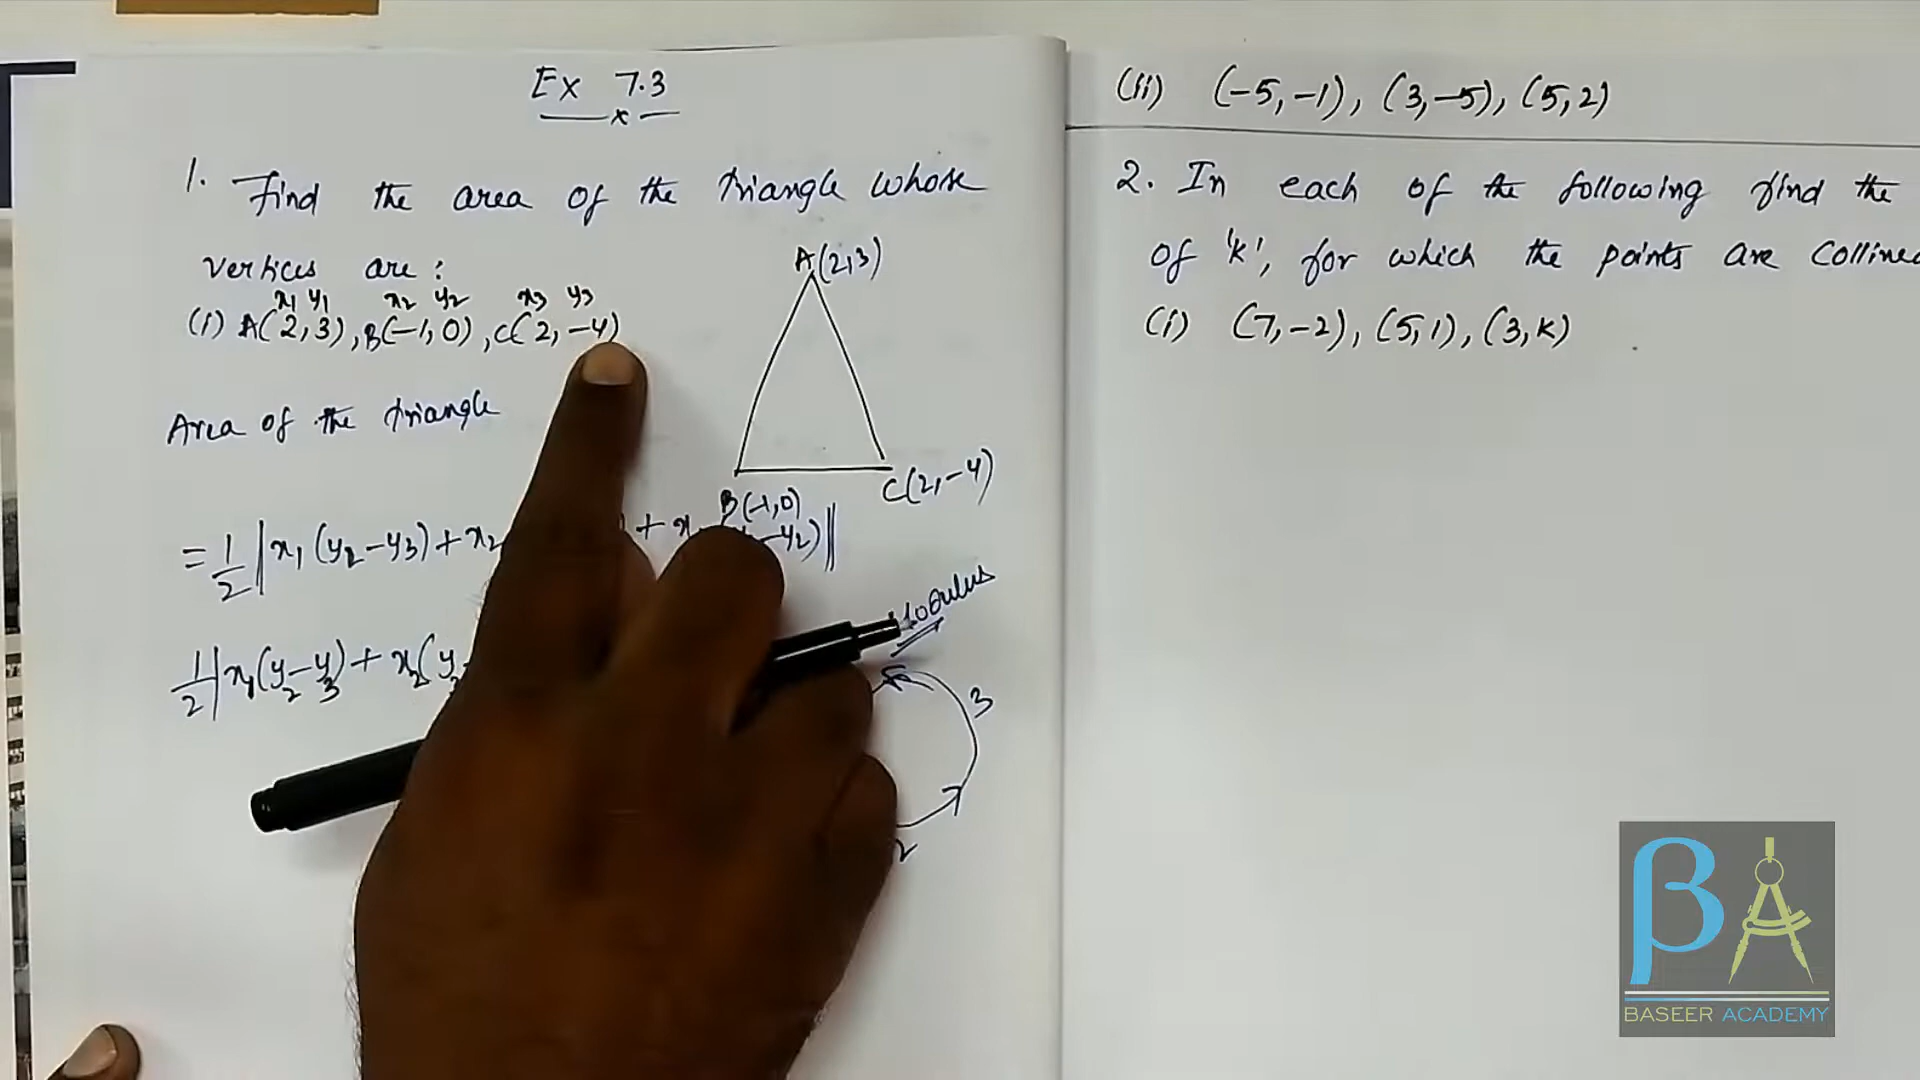 Ex 7.3
x
1. Find the area of the triangle whose
vertices are :
x1 y1 x2 y2 x3 y3
(i) A(2,3), B(-1,0), C(2,-4)
A(2,3)
B(-1,0)
C(2,-4)
Area of the triangle
= 1/2 |x1 (y2-y3) + x2 + x -y2)|
1/2 |x1(y2-y3) + x2(y3-
3
2
(ii) (-5,-1), (3,-5), (5,2)
2. In each of the following find the
of 'k', for which the points are
(i) (7,-2), (5,1), (3,k)
βA
BASEER ACADEMY